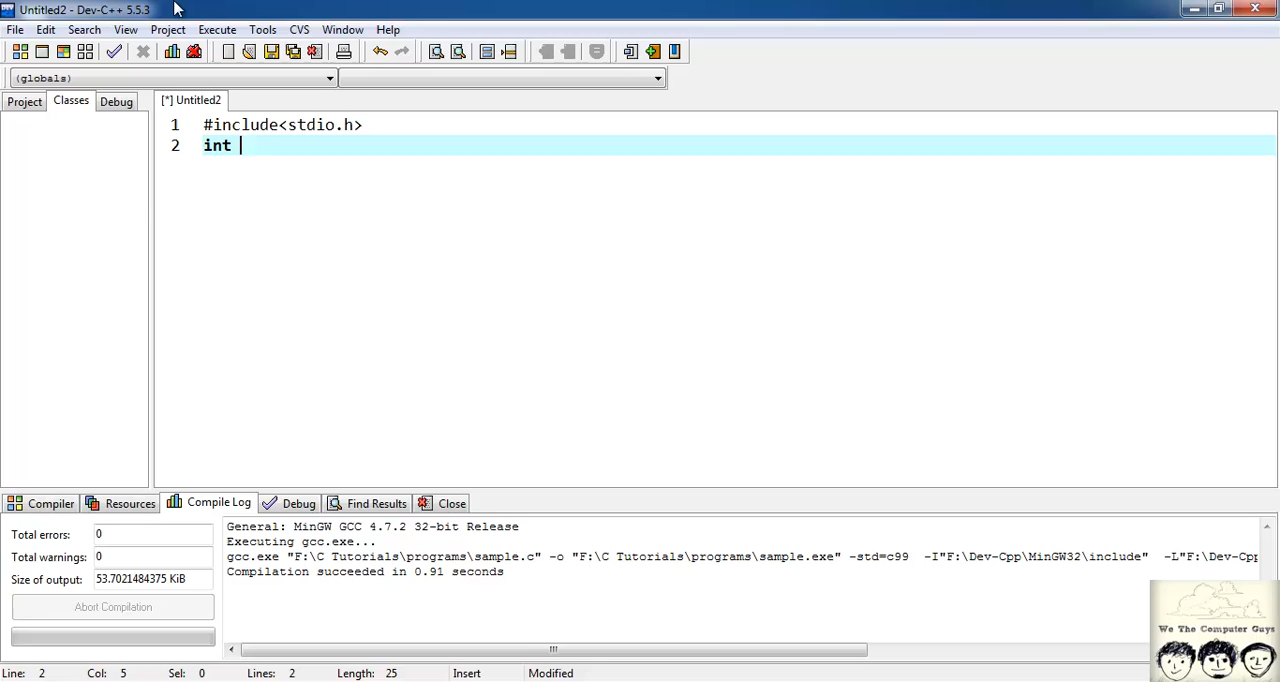 Untitled2 - Dev-C++ 5.5.3
File Edit Search View Project Execute Tools CVS Window Help
(globals)
Project Classes Debug [*] Untitled2
1 #include<stdio.h>
2 int
Compiler Resources Compile Log Debug Find Results Close
Total errors: 0
Total warnings: 0
Size of output: 53.7021484375 KiB
Abort Compilation
General: MinGW GCC 4.7.2 32-bit Release
Executing gcc.exe...
gcc.exe "F:\C Tutorials\programs\sample.c" -o "F:\C Tutorials\programs\sample.exe" -std=c99 -I"F:\Dev-Cpp\MinGW32\include" -L"F:\Dev-Cpp
Compilation succeeded in 0.91 seconds
We The Computer Guys
Line: 2 Col: 5 Sel: 0 Lines: 2 Length: 25 Insert Modified